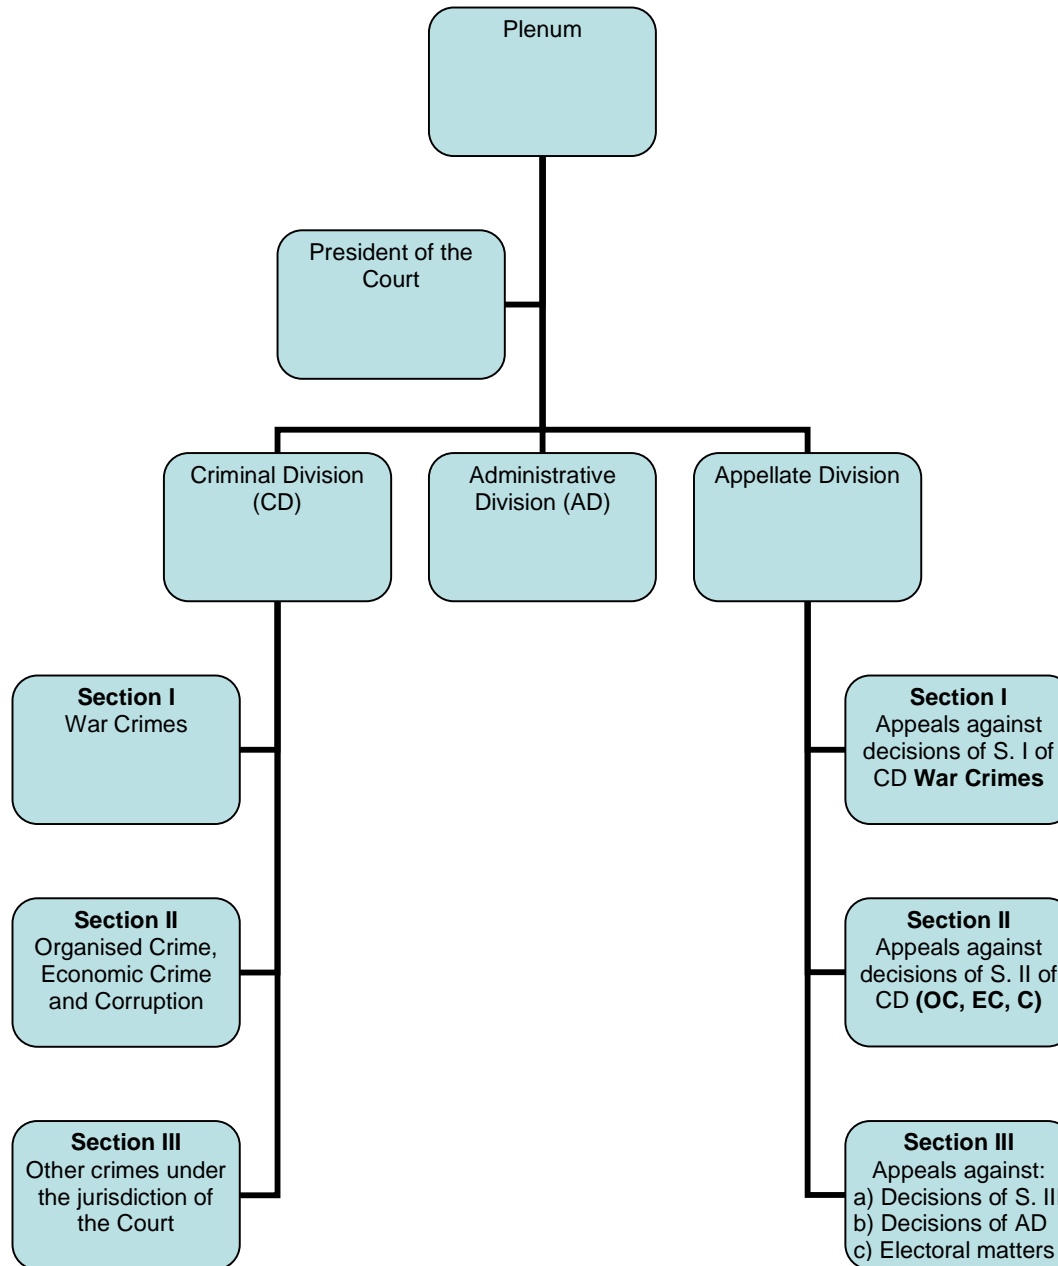 Plenum
President of the
Court
Criminal Division
(CD)
Administrative
Division (AD)
Appellate Division
Section I
War Crimes
Section I
Appeals against
decisions of S. I of
CD War Crimes
Section II
Organised Crime,
Economic Crime
and Corruption
Section II
Appeals against
decisions of S. II of
CD (OC, EC, C)
Section III
Other crimes under
the jurisdiction of
the Court
Section III
Appeals against:
a) Decisions of S. III
b) Decisions of AD
c) Electoral matters